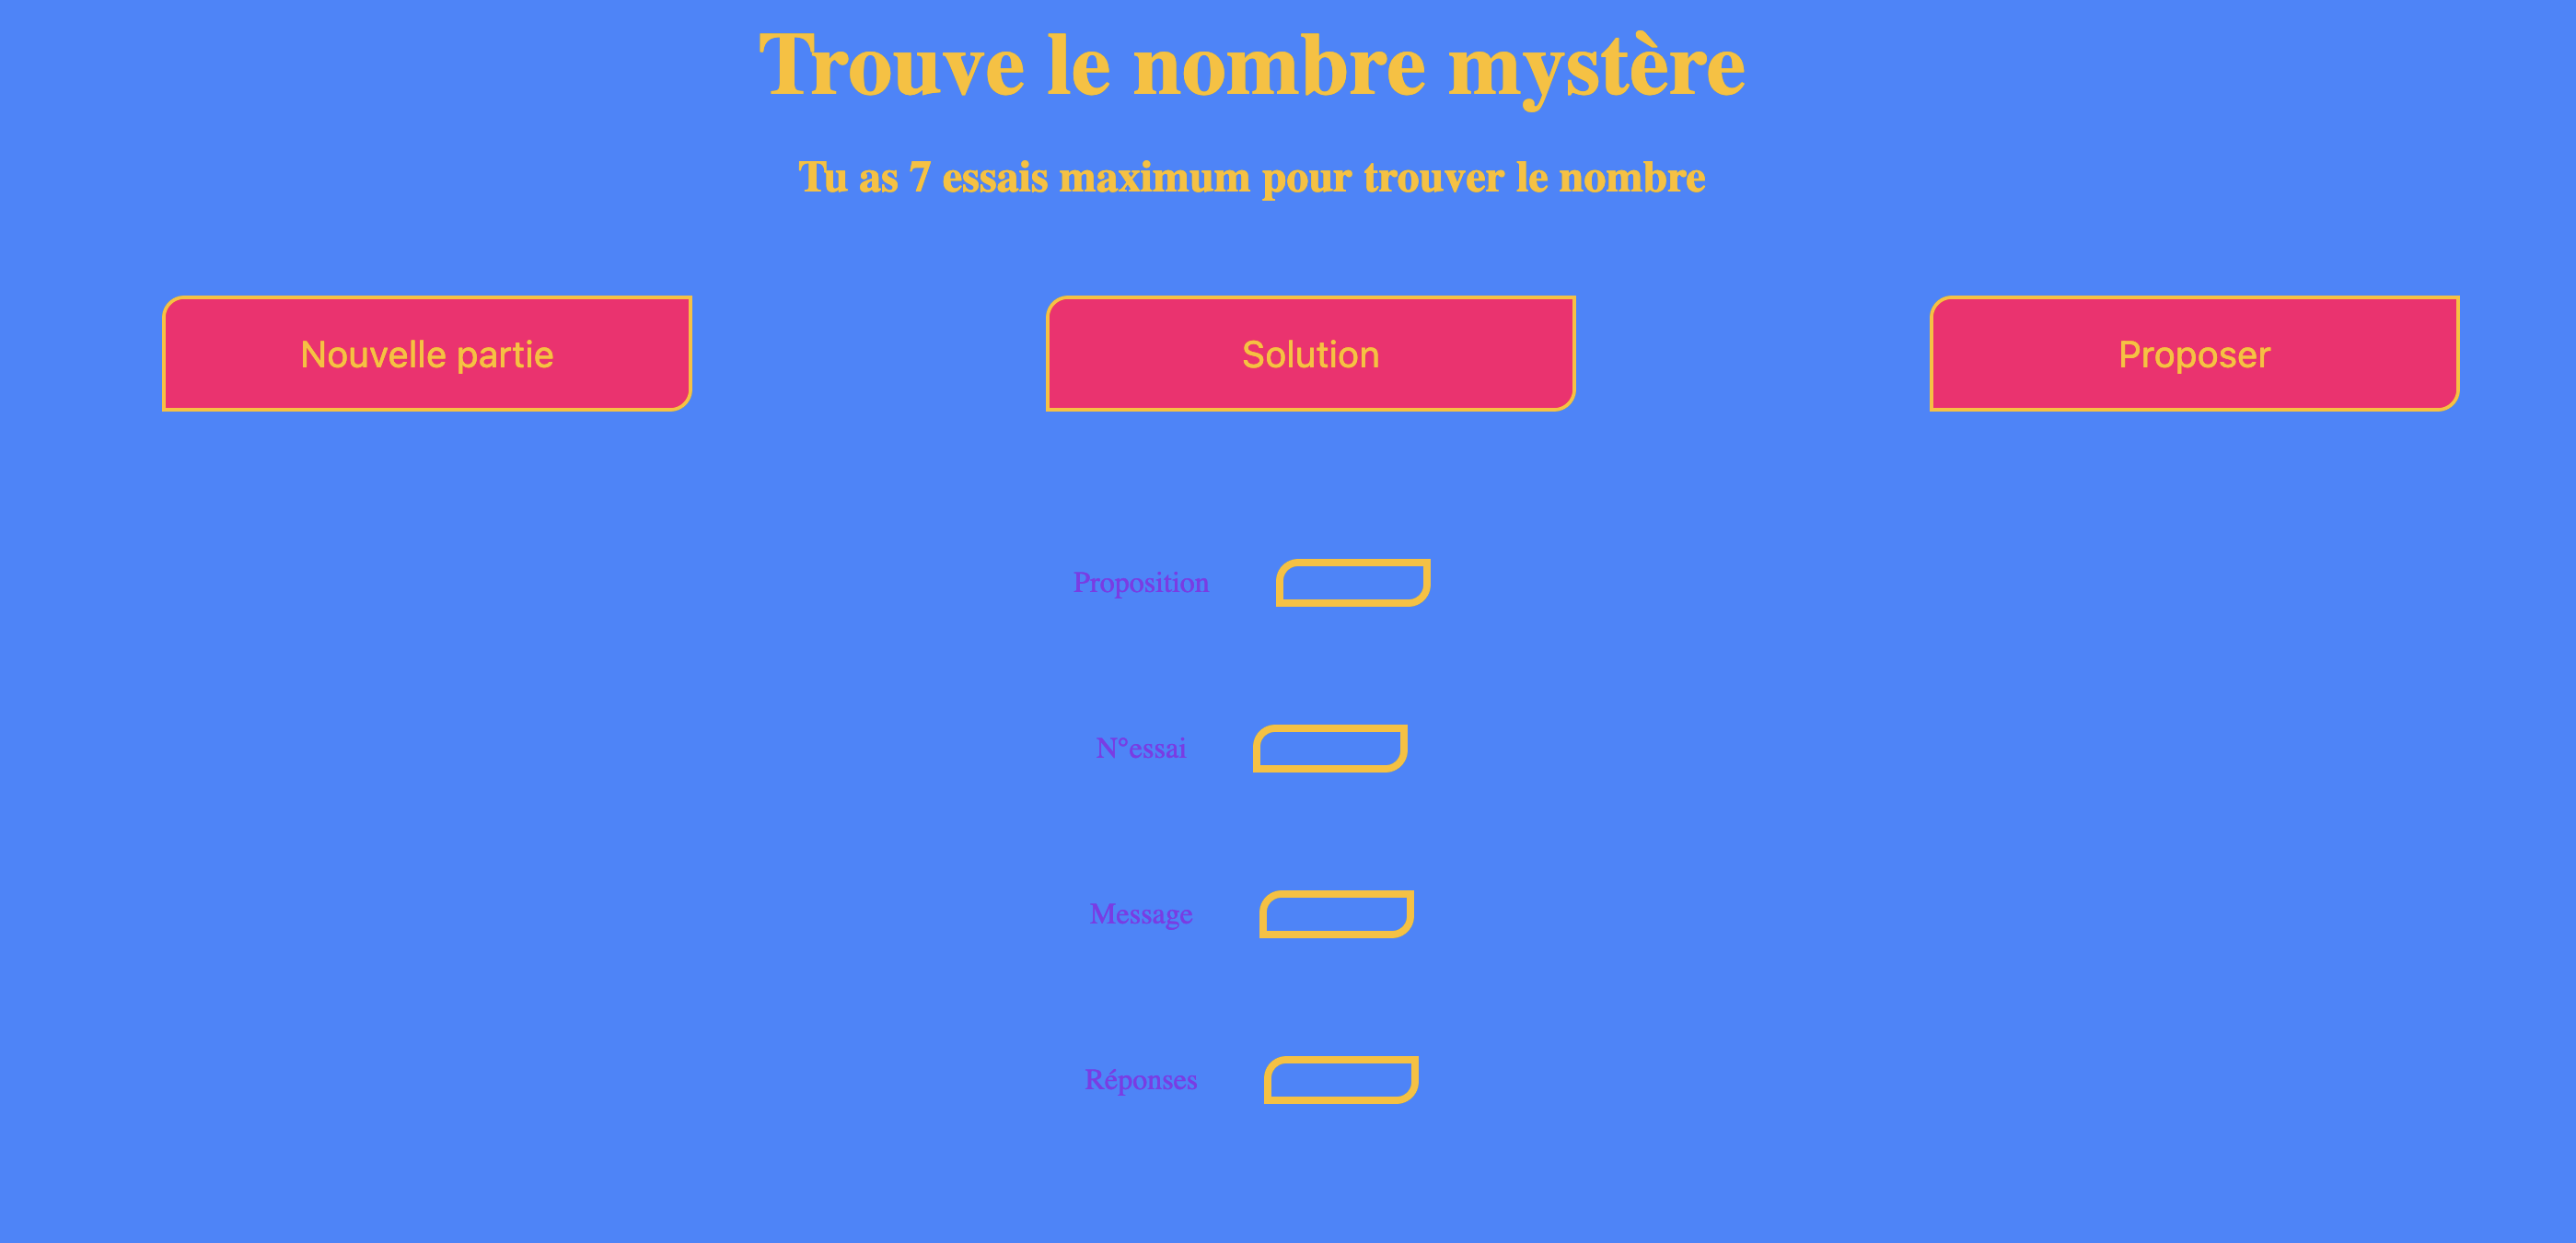 Trouve le nombre mystère
Tu as 7 essais maximum pour trouver le nombre
Nouvelle partie
Solution
Proposer
Proposition
N°essai
Message
Réponses